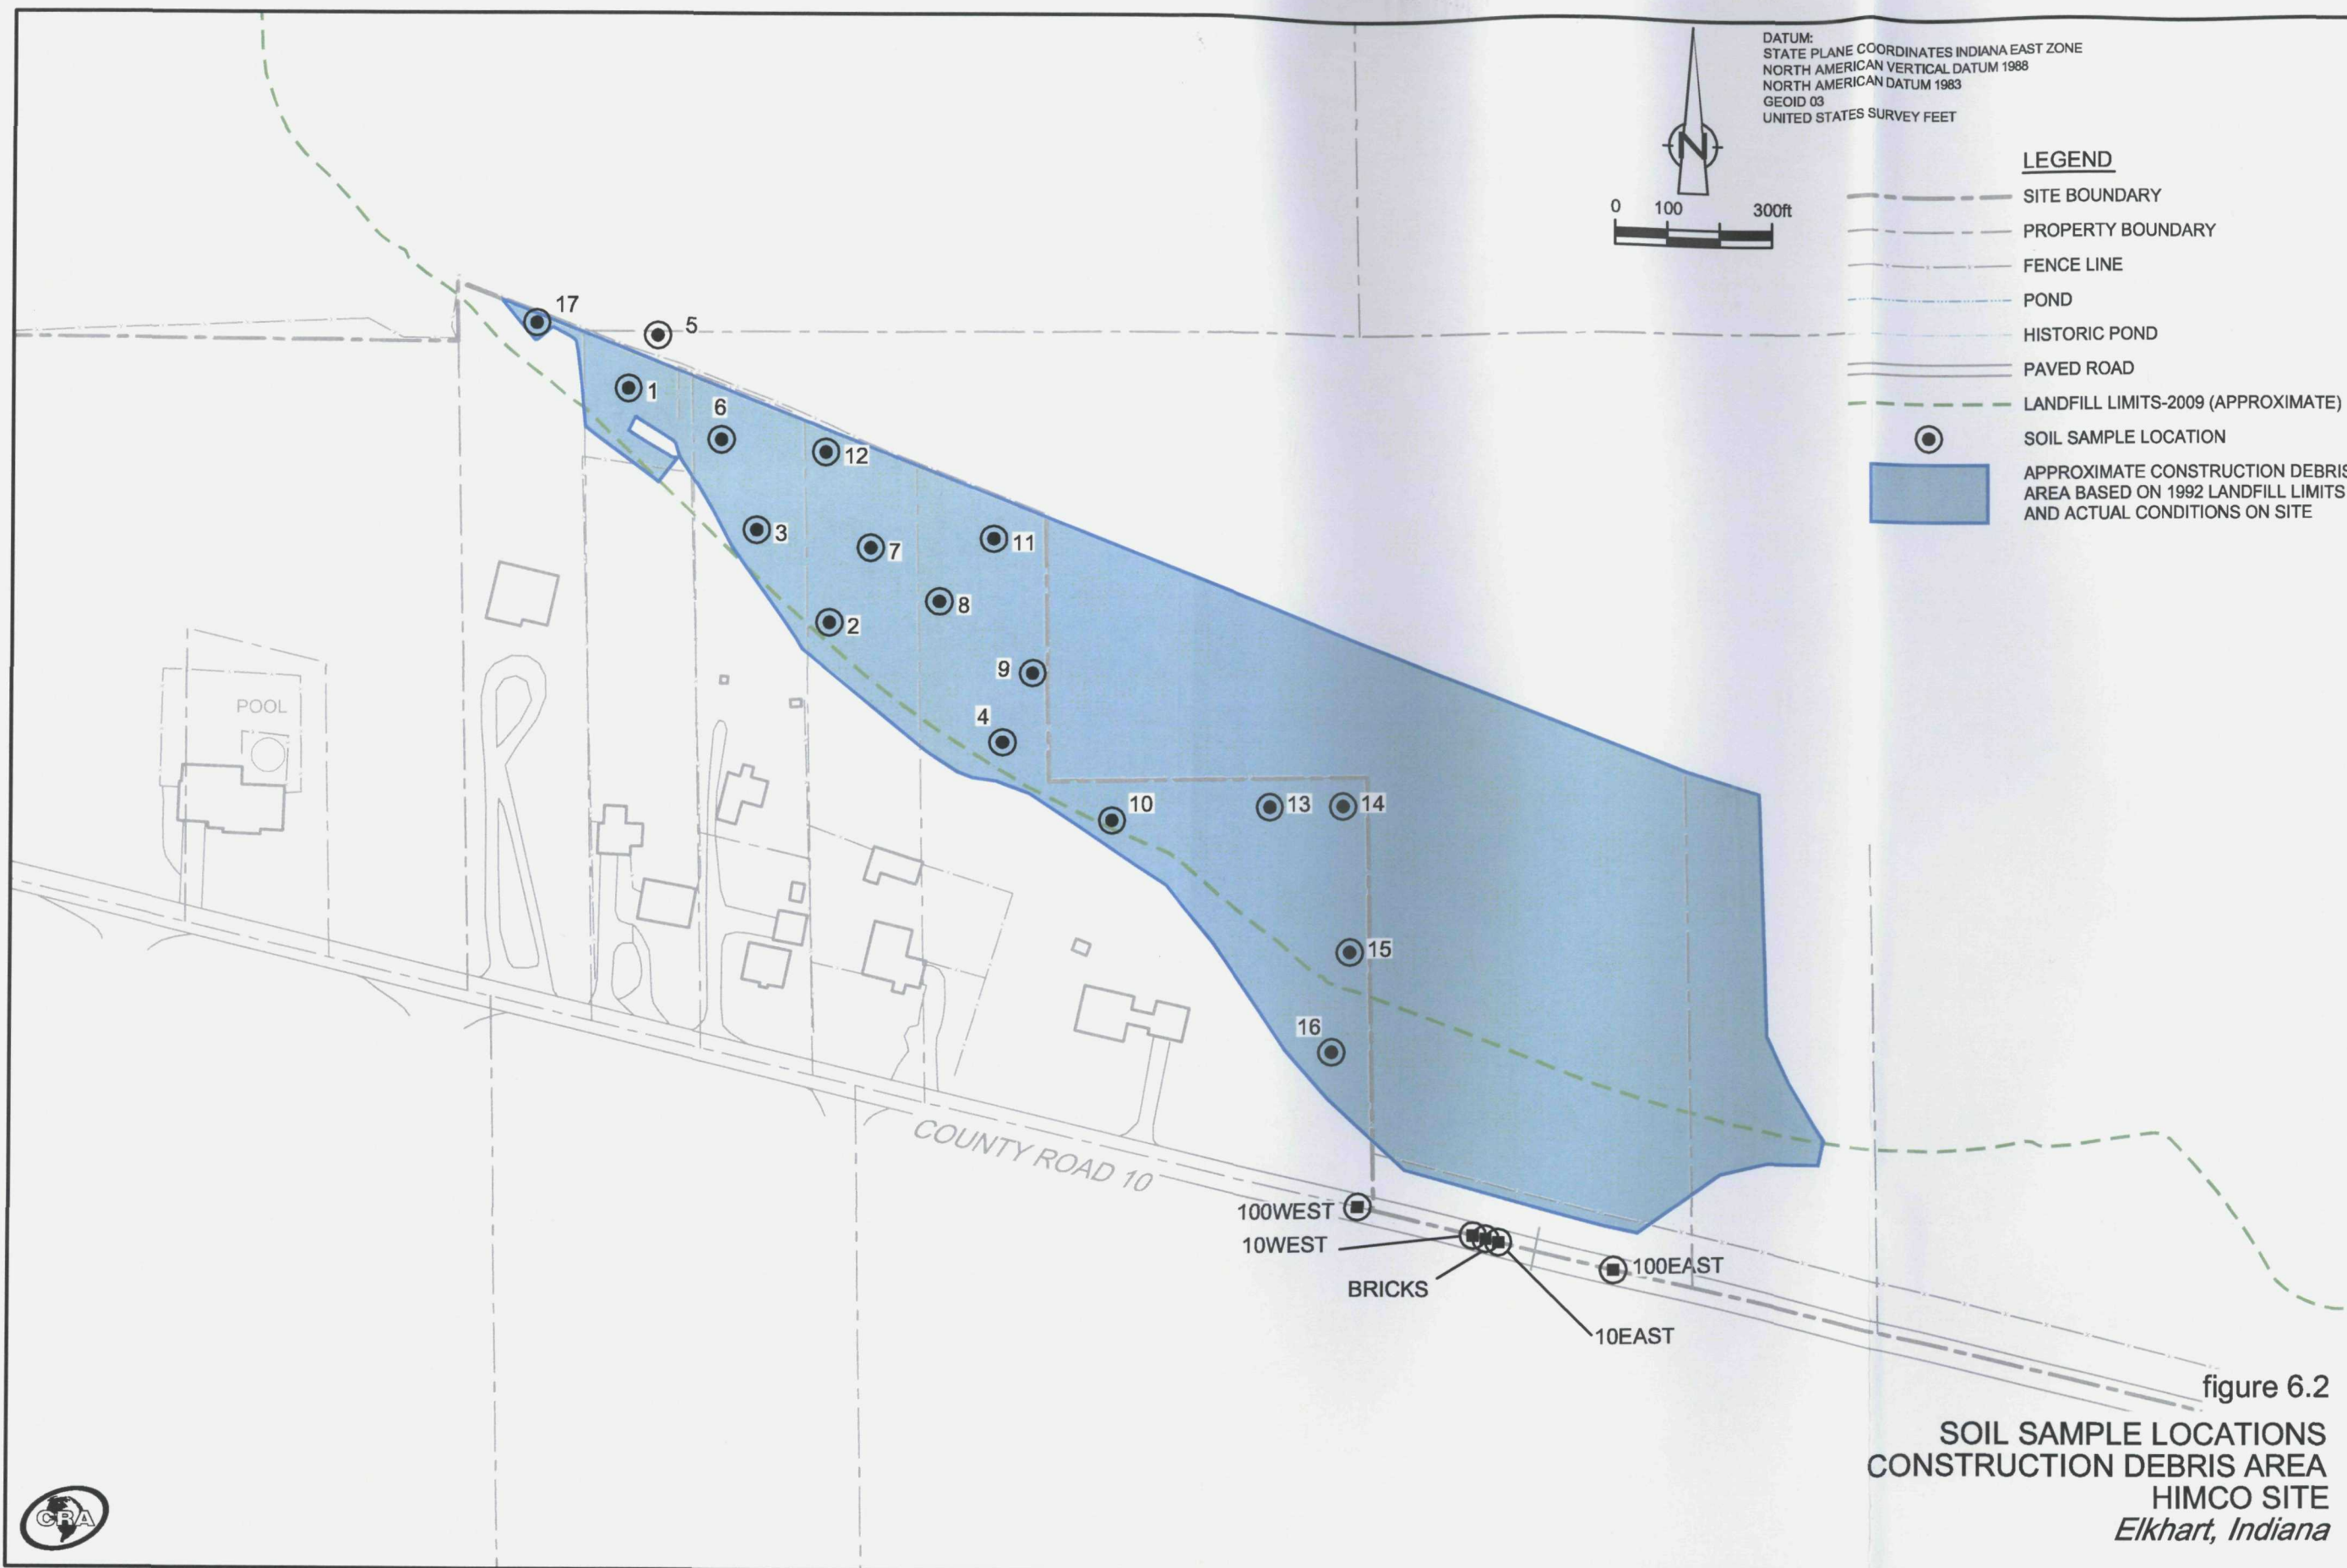 DATUM:
STATE PLANE COORDINATES INDIANA EAST ZONE
NORTH AMERICAN VERTICAL DATUM 1988
NORTH AMERICAN DATUM 1983
GEOID 03
UNITED STATES SURVEY FEET
N
0 100 300ft
LEGEND
SITE BOUNDARY
PROPERTY BOUNDARY
FENCE LINE
POND
HISTORIC POND
PAVED ROAD
LANDFILL LIMITS-2009 (APPROXIMATE)
SOIL SAMPLE LOCATION
APPROXIMATE CONSTRUCTION DEBRIS
AREA BASED ON 1992 LANDFILL LIMITS
AND ACTUAL CONDITIONS ON SITE
17
5
1
6
12
3
7
11
8
2
9
4
10
13
14
15
16
POOL
COUNTY ROAD 10
100WEST
10WEST
BRICKS
100EAST
10EAST
figure 6.2
SOIL SAMPLE LOCATIONS
CONSTRUCTION DEBRIS AREA
HIMCO SITE
Elkhart, Indiana
CRA